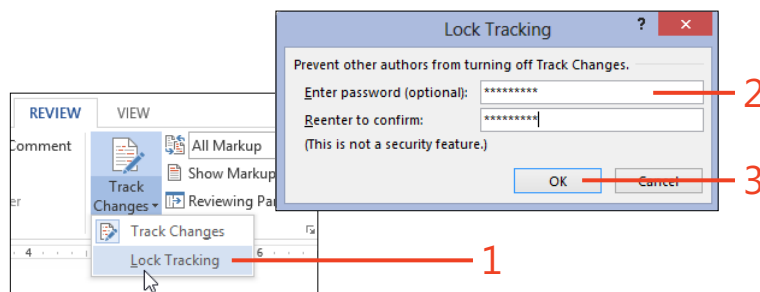 Lock Tracking ? ×
Prevent other authors from turning off Track Changes.
Enter password (optional): ********* 2
Reenter to confirm: *********
(This is not a security feature.)
OK Cancel 3
REVIEW VIEW
Comment All Markup
Show Markup
Track
Changes Reviewing Pa
er
Track Changes
4 6
Lock Tracking 1